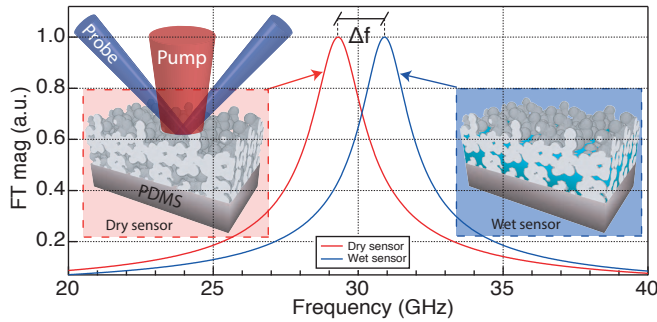 Δf
1.0
0.8
0.6
0.4
0.2
FT mag (a.u.)
Probe
Pump
PDMS
Dry sensor
Wet sensor
Dry sensor
Wet sensor
20
25
30
35
40
Frequency (GHz)